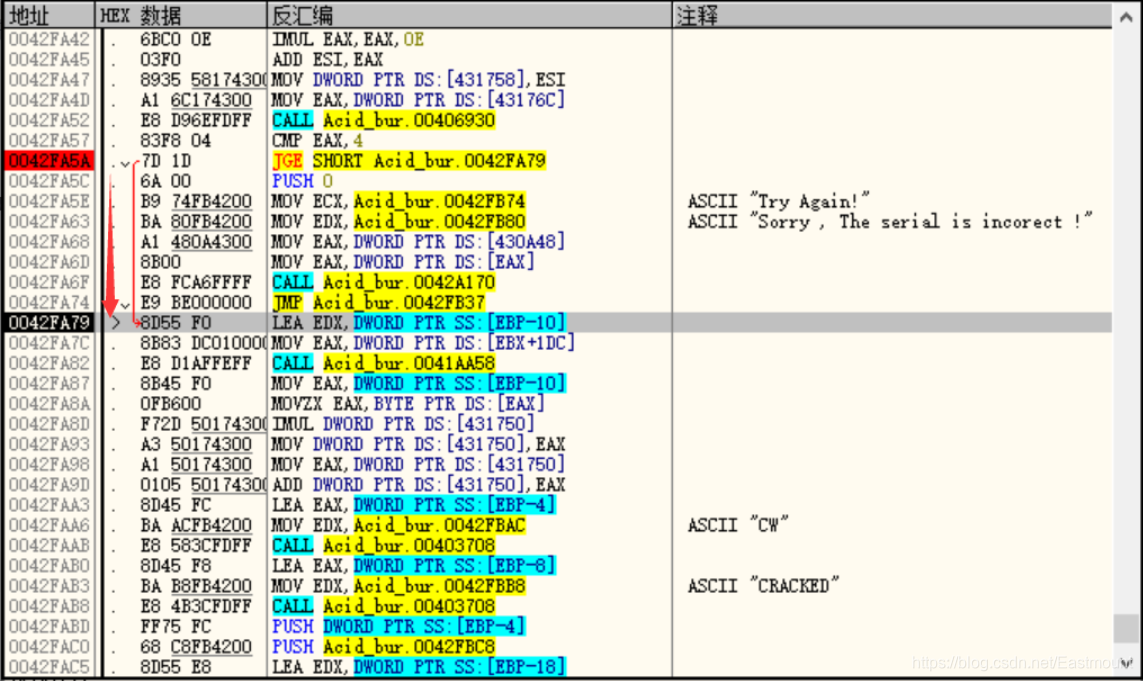 地址 HEX 数据 反汇编 注释
0042FA42 . 6BC0 0E IMUL EAX,EAX,0E
0042FA45 . 03F0 ADD ESI,EAX
0042FA47 . 8935 58174300 MOV DWORD PTR DS:[431758],ESI
0042FA4D . A1 6C174300 MOV EAX,DWORD PTR DS:[43176C]
0042FA52 . E8 D96EFDFF CALL Acid_bur.00406930
0042FA57 . 83F8 04 CMP EAX,4
0042FA5A . 7D 1D JGE SHORT Acid_bur.0042FA79
0042FA5C . 6A 00 PUSH 0
0042FA5E . B9 74FB4200 MOV ECX,Acid_bur.0042FB74 ASCII "Try Again!"
0042FA63 . BA 80FB4200 MOV EDX,Acid_bur.0042FB80 ASCII "Sorry , The serial is incorect !"
0042FA68 . A1 480A4300 MOV EAX,DWORD PTR DS:[430A48]
0042FA6D . 8B00 MOV EAX,DWORD PTR DS:[EAX]
0042FA6F . E8 FCA6FFFF CALL Acid_bur.0042A170
0042FA74 . E9 BE000000 JMP Acid_bur.0042FB37
0042FA79 > 8D55 F0 LEA EDX,DWORD PTR SS:[EBP-10]
0042FA7C . 8B83 DC010000 MOV EAX,DWORD PTR DS:[EBX+1DC]
0042FA82 . E8 D1AFFEFF CALL Acid_bur.0041AA58
0042FA87 . 8B45 F0 MOV EAX,DWORD PTR SS:[EBP-10]
0042FA8A . 0FB600 MOVZX EAX,BYTE PTR DS:[EAX]
0042FA8D . F72D 50174300 IMUL DWORD PTR DS:[431750]
0042FA93 . A3 50174300 MOV DWORD PTR DS:[431750],EAX
0042FA98 . A1 50174300 MOV EAX,DWORD PTR DS:[431750]
0042FA9D . 0105 50174300 ADD DWORD PTR DS:[431750],EAX
0042FAA3 . 8D45 FC LEA EAX,DWORD PTR SS:[EBP-4]
0042FAA6 . BA ACFB4200 MOV EDX,Acid_bur.0042FBAC ASCII "CW"
0042FAAB . E8 583CFDFF CALL Acid_bur.00403708
0042FAB0 . 8D45 F8 LEA EAX,DWORD PTR SS:[EBP-8]
0042FAB3 . BA B8FB4200 MOV EDX,Acid_bur.0042FBB8 ASCII "CRACKED"
0042FAB8 . E8 4B3CFDFF CALL Acid_bur.00403708
0042FABD . FF75 FC PUSH DWORD PTR SS:[EBP-4]
0042FAC0 . 68 C8FB4200 PUSH Acid_bur.0042FBC8
0042FAC5 . 8D55 E8 LEA EDX,DWORD PTR SS:[EBP-18]
https://blog.csdn.net/Eastmount